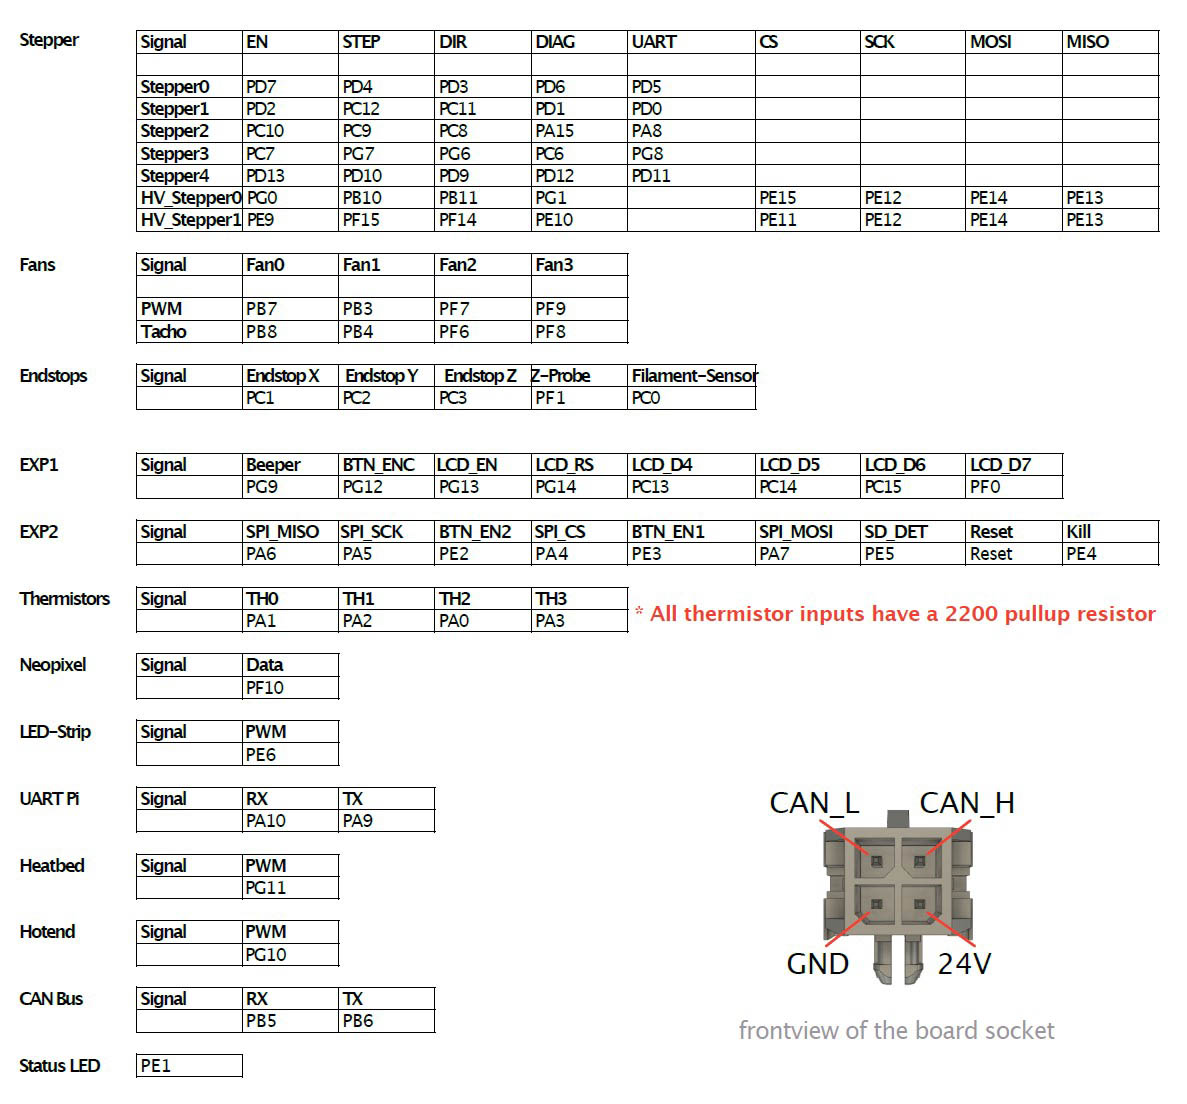 Stepper Signal EN STEP DIR DIAG UART CS SCK MOSI MISO
Stepper0 PD7 PD4 PD3 PD6 PD5
Stepper1 PD2 PC12 PC11 PD1 PD0
Stepper2 PC10 PC9 PC8 PA15 PA8
Stepper3 PC7 PG7 PG6 PC6 PG8
Stepper4 PD13 PD10 PD9 PD12 PD11
HV_Stepper0 PG0 PB10 PB11 PG1 PE15 PE12 PE14 PE13
HV_Stepper1 PE9 PF15 PF14 PE10 PE11 PE12 PE14 PE13
Fans Signal Fan0 Fan1 Fan2 Fan3
PWM PB7 PB3 PF7 PF9
Tacho PB8 PB4 PF6 PF8
Endstops Signal Endstop X Endstop Y Endstop Z Z-Probe Filament-Sensor
PC1 PC2 PC3 PF1 PC0
EXP1 Signal Beeper BTN_ENC LCD_EN LCD_RS LCD_D4 LCD_D5 LCD_D6 LCD_D7
PG9 PG12 PG13 PG14 PC13 PC14 PC15 PF0
EXP2 Signal SPI_MISO SPI_SCK BTN_EN2 SPI_CS BTN_EN1 SPI_MOSI SD_DET Reset Kill
PA6 PA5 PE2 PA4 PE3 PA7 PE5 Reset PE4
Thermistors Signal TH0 TH1 TH2 TH3
* All thermistor inputs have a 2200 pullup resistor
PA1 PA2 PA0 PA3
Neopixel Signal Data
PF10
LED-Strip Signal PWM
PE6
UART Pi Signal RX TX
PA10 PA9
Heatbed Signal PWM
PG11
Hotend Signal PWM
PG10
CAN Bus Signal RX TX
PB5 PB6
Status LED PE1
CAN_L CAN_H
GND 24V
frontview of the board socket